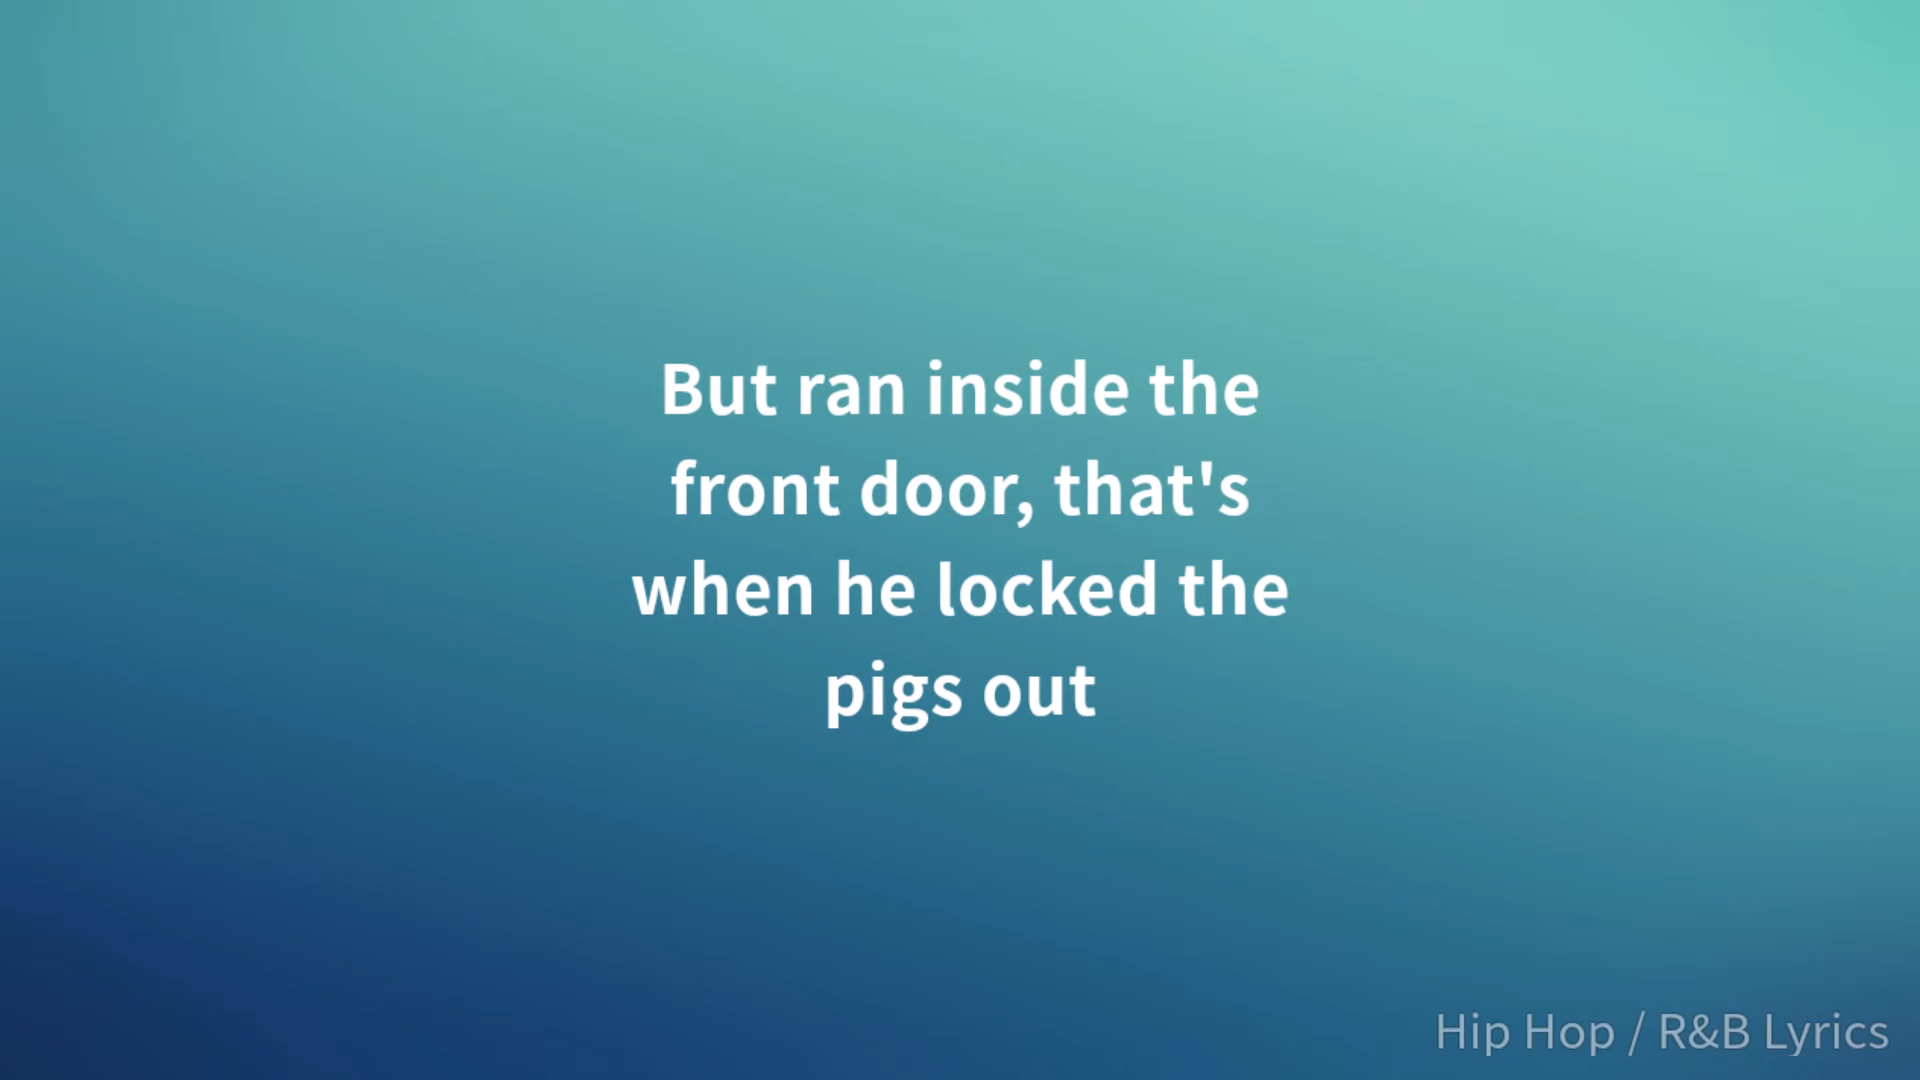 But ran inside the
front door, that's
when he locked the
pigs out
Hip Hop / R&B Lyrics